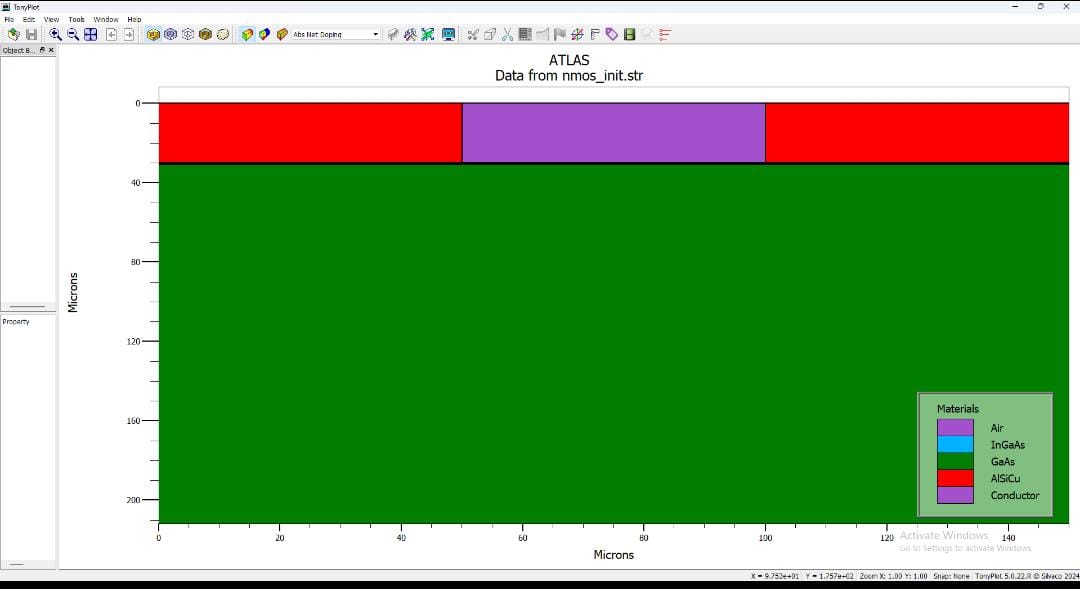 TonyPlot
File Edit View Tools Window Help
Abs Net Doping
Object B...
Property
ATLAS
Data from nmos_init.str
Microns
0
40
80
120
160
200
0 20 40 60 80 100 120 140
Microns
Materials
Air
InGaAs
GaAs
AlSiCu
Conductor
Activate Windows
Go to Settings to activate Windows.
X = 9.753e+01 Y = 1.757e+02 Zoom X: 1.00 Y: 1.00 Snap: None TonyPlot 5.0.22.R © Silvaco 2024